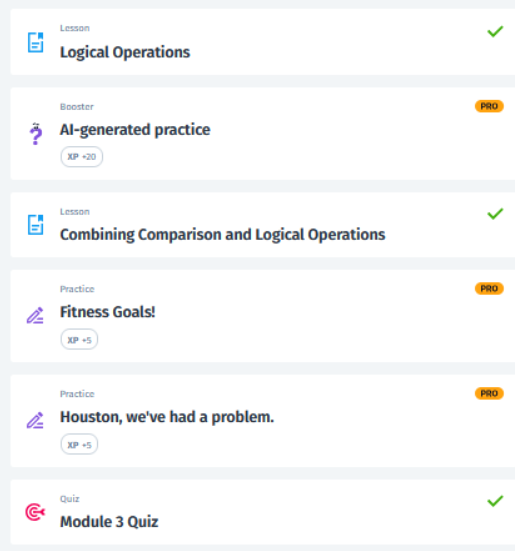 Lesson
Logical Operations
Booster
PRO
AI-generated practice
XP +20
Lesson
Combining Comparison and Logical Operations
Practice
PRO
Fitness Goals!
XP +5
Practice
PRO
Houston, we've had a problem.
XP +5
Quiz
Module 3 Quiz